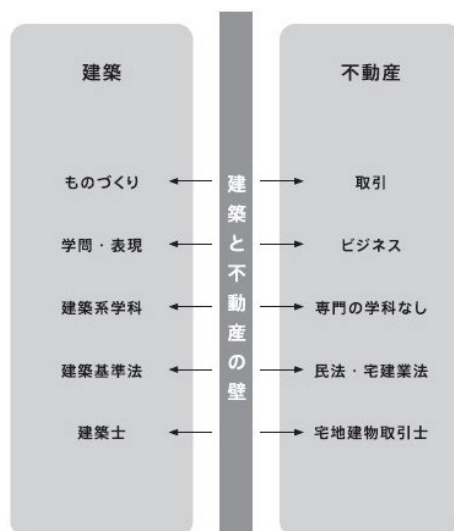 建築
不動産
建築と不動産の壁
ものづくり
取引
学問・表現
ビジネス
建築系学科
専門の学科なし
建築基準法
民法・宅建業法
建築士
宅地建物取引士